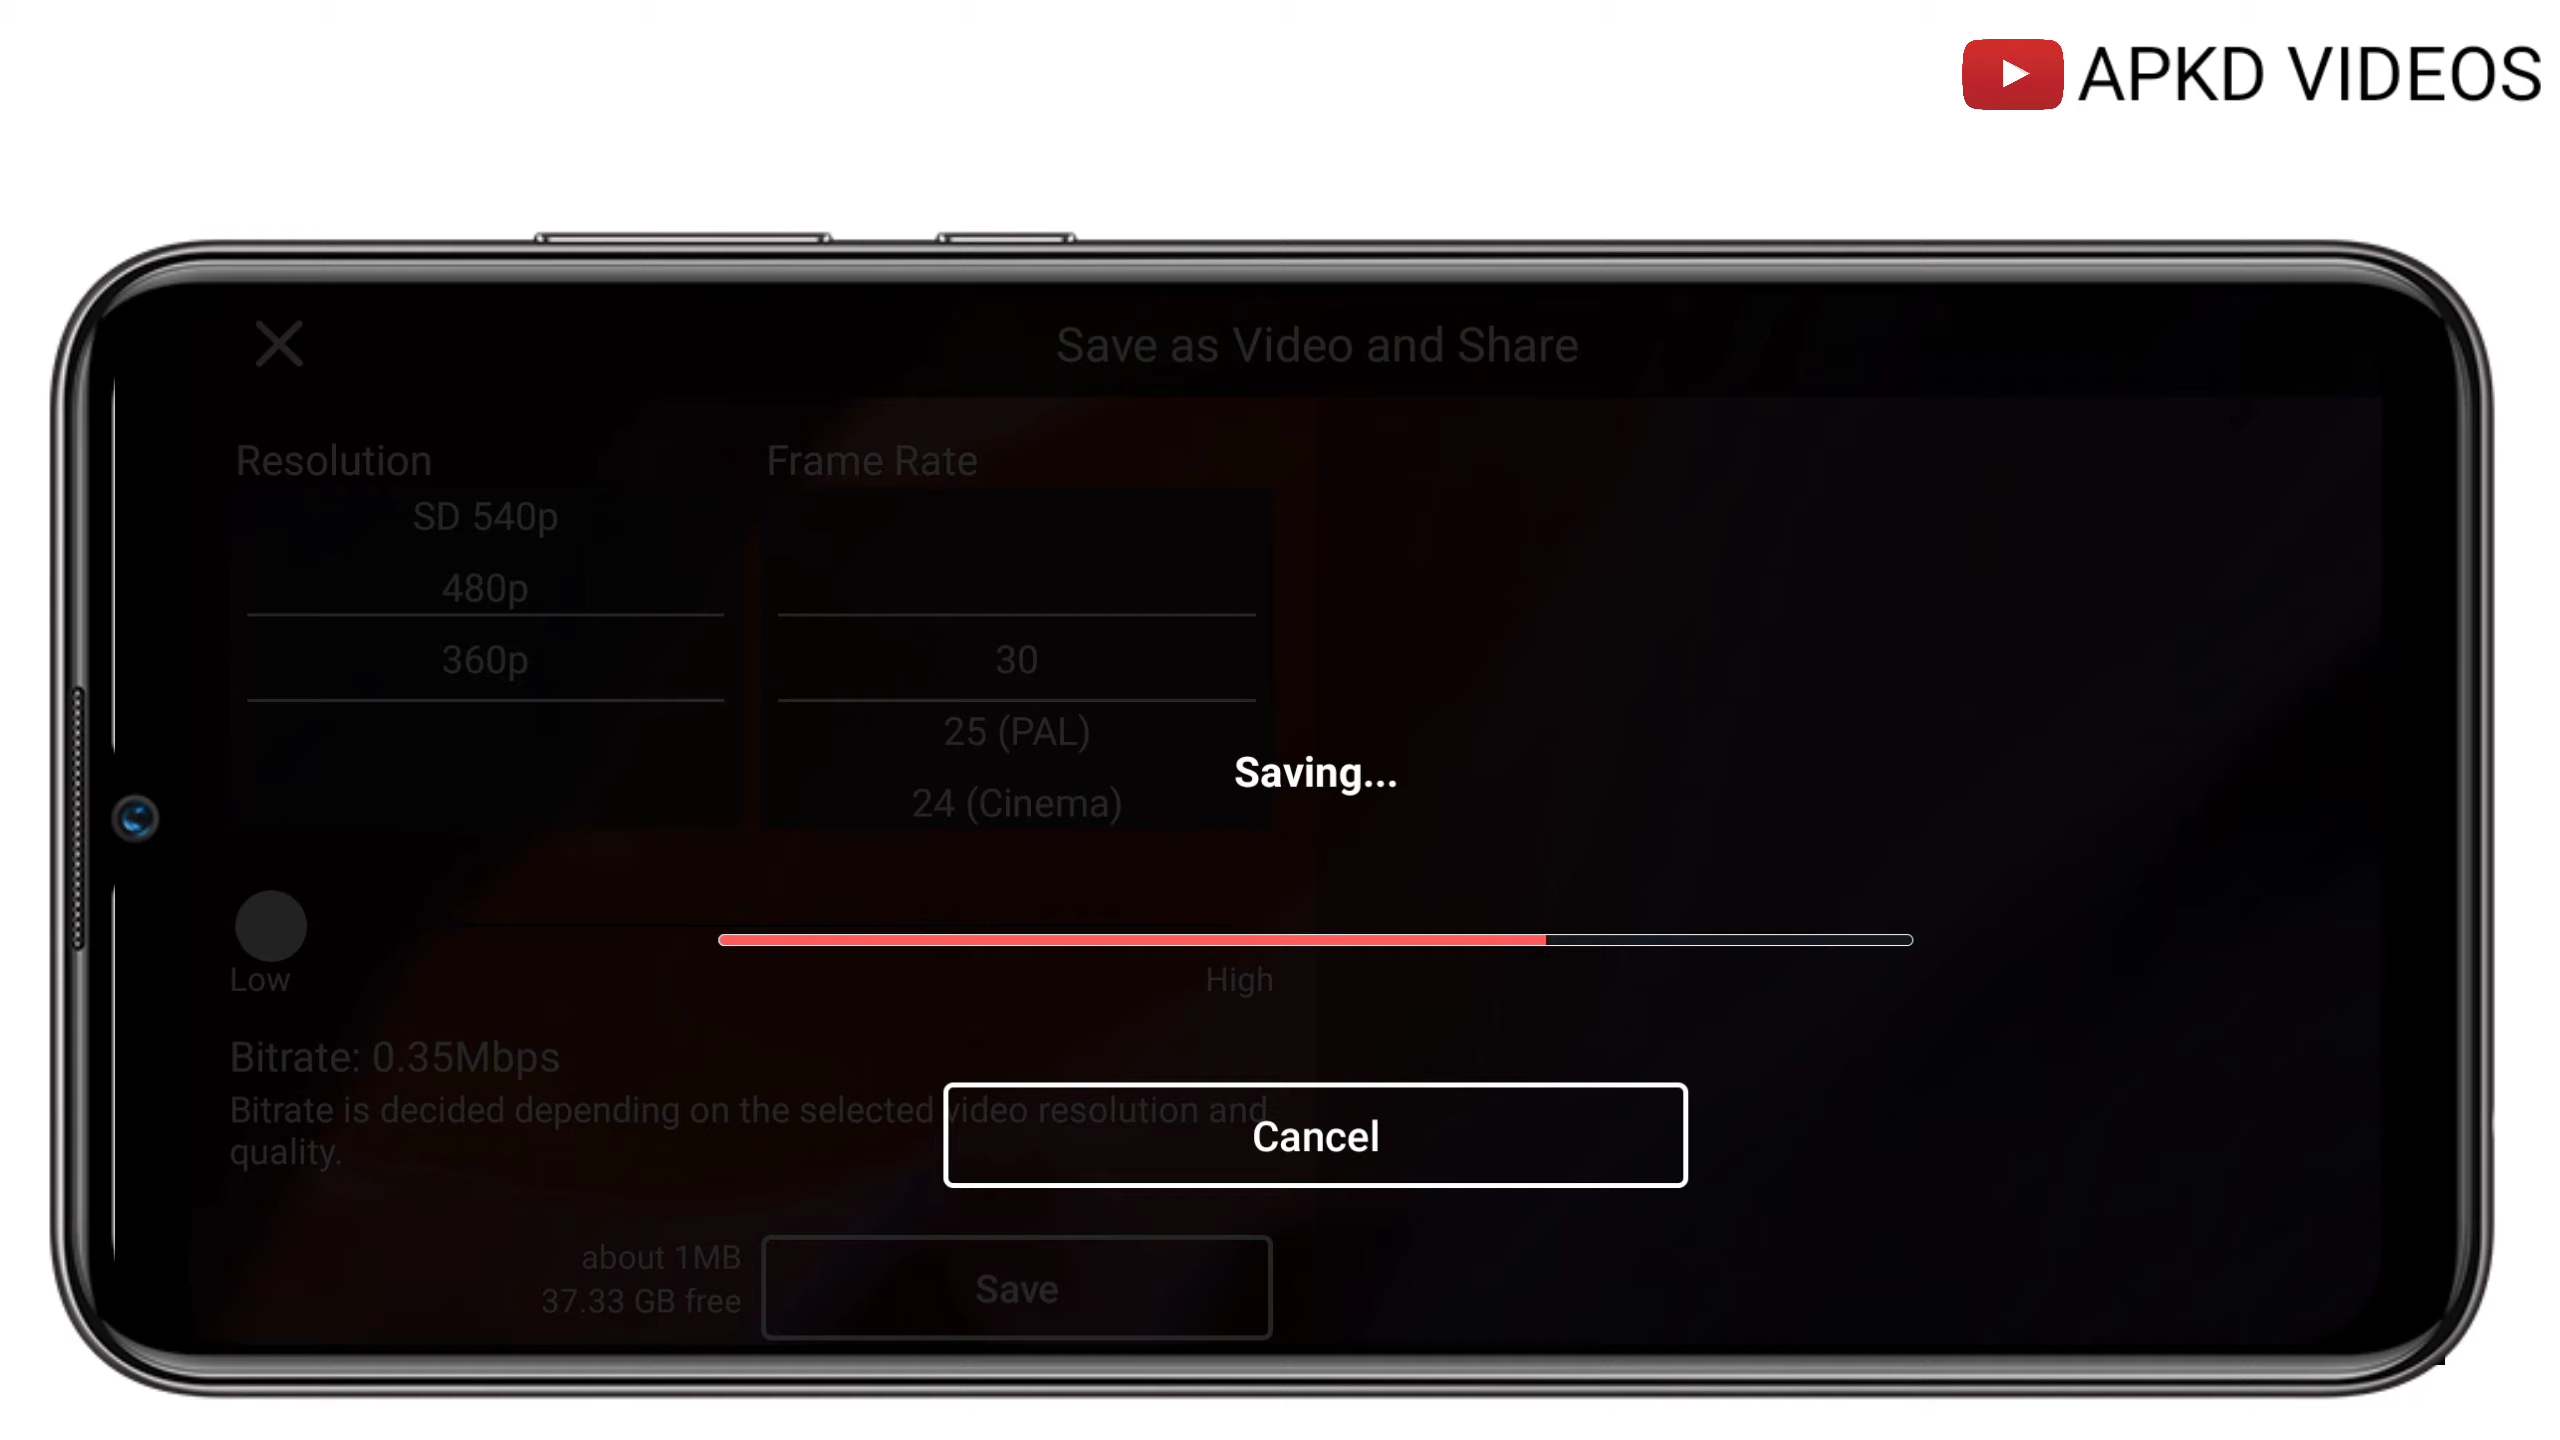 APKD VIDEOS
Save as Video and Share
Resolution
Frame Rate
SD 540p
480p
360p
30
25 (PAL)
24 (Cinema)
Saving...
Low
High
Bitrate: 0.35Mbps
Bitrate is decided depending on the selected video resolution and
quality.
Cancel
about 1MB
37.33 GB free
Save